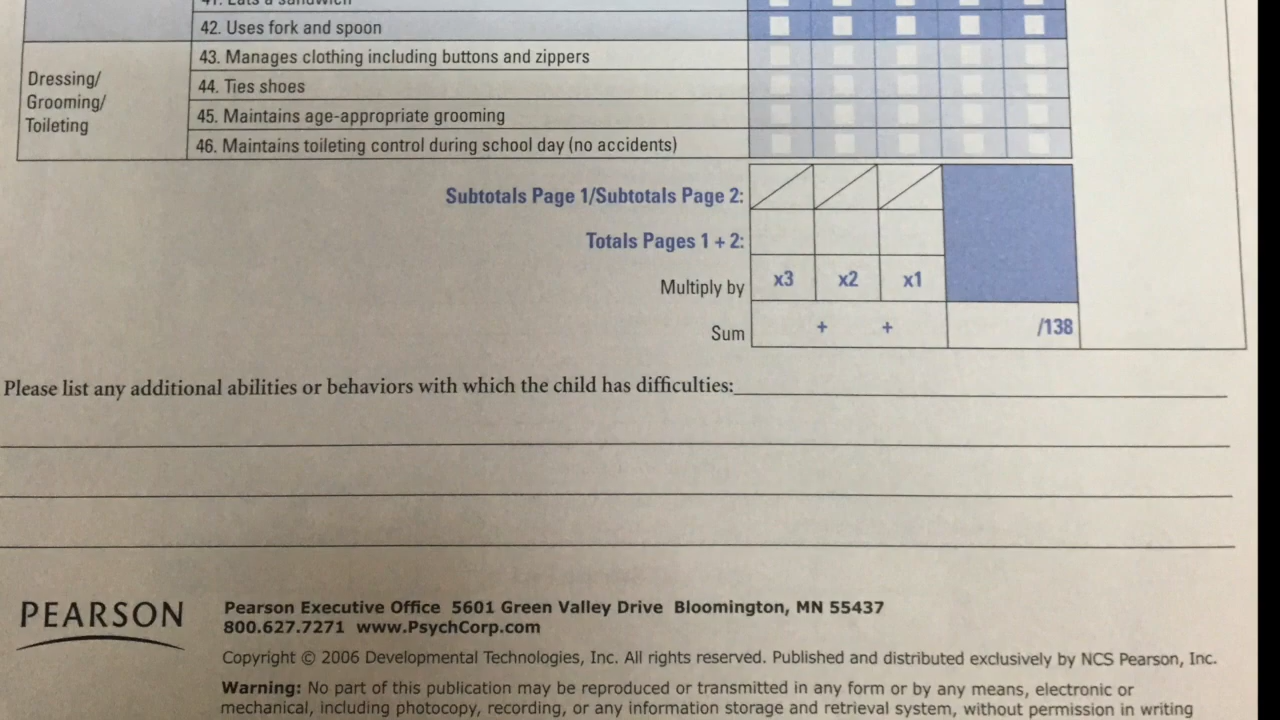 41. Eats a sandwich
42. Uses fork and spoon
Dressing/
Grooming/
Toileting
43. Manages clothing including buttons and zippers
44. Ties shoes
45. Maintains age-appropriate grooming
46. Maintains toileting control during school day (no accidents)
Subtotals Page 1/Subtotals Page 2:
Totals Pages 1 + 2:
Multiply by x3 x2 x1
Sum + + /138
Please list any additional abilities or behaviors with which the child has difficulties:
PEARSON
Pearson Executive Office 5601 Green Valley Drive Bloomington, MN 55437
800.627.7271 www.PsychCorp.com
Copyright © 2006 Developmental Technologies, Inc. All rights reserved. Published and distributed exclusively by NCS Pearson, Inc.
Warning: No part of this publication may be reproduced or transmitted in any form or by any means, electronic or
mechanical, including photocopy, recording, or any information storage and retrieval system, without permission in writing